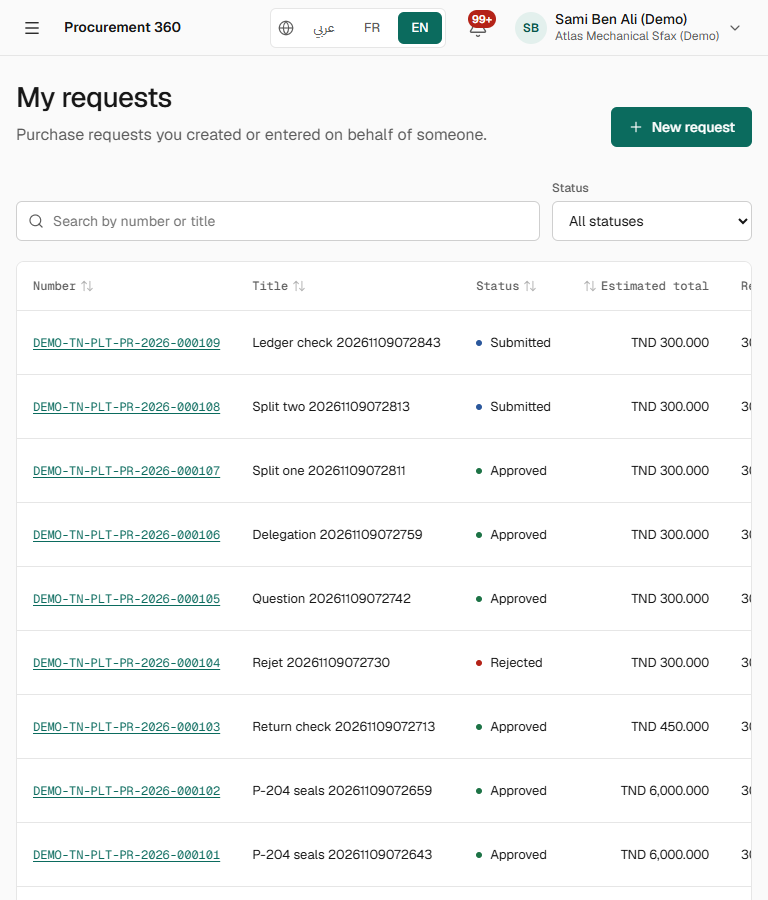 Procurement 360
عربي
FR
EN
99+
SB
Sami Ben Ali (Demo)
Atlas Mechanical Sfax (Demo)
My requests
Purchase requests you created or entered on behalf of someone.
New request
Status
Search by number or title
All statuses
Number Title Status Estimated total
DEMO-TN-PLT-PR-2026-000109 Ledger check 20261109072843 Submitted TND 300.000
DEMO-TN-PLT-PR-2026-000108 Split two 20261109072813 Submitted TND 300.000
DEMO-TN-PLT-PR-2026-000107 Split one 20261109072811 Approved TND 300.000
DEMO-TN-PLT-PR-2026-000106 Delegation 20261109072759 Approved TND 300.000
DEMO-TN-PLT-PR-2026-000105 Question 20261109072742 Approved TND 300.000
DEMO-TN-PLT-PR-2026-000104 Rejet 20261109072730 Rejected TND 300.000
DEMO-TN-PLT-PR-2026-000103 Return check 20261109072713 Approved TND 450.000
DEMO-TN-PLT-PR-2026-000102 P-204 seals 20261109072659 Approved TND 6,000.000
DEMO-TN-PLT-PR-2026-000101 P-204 seals 20261109072643 Approved TND 6,000.000